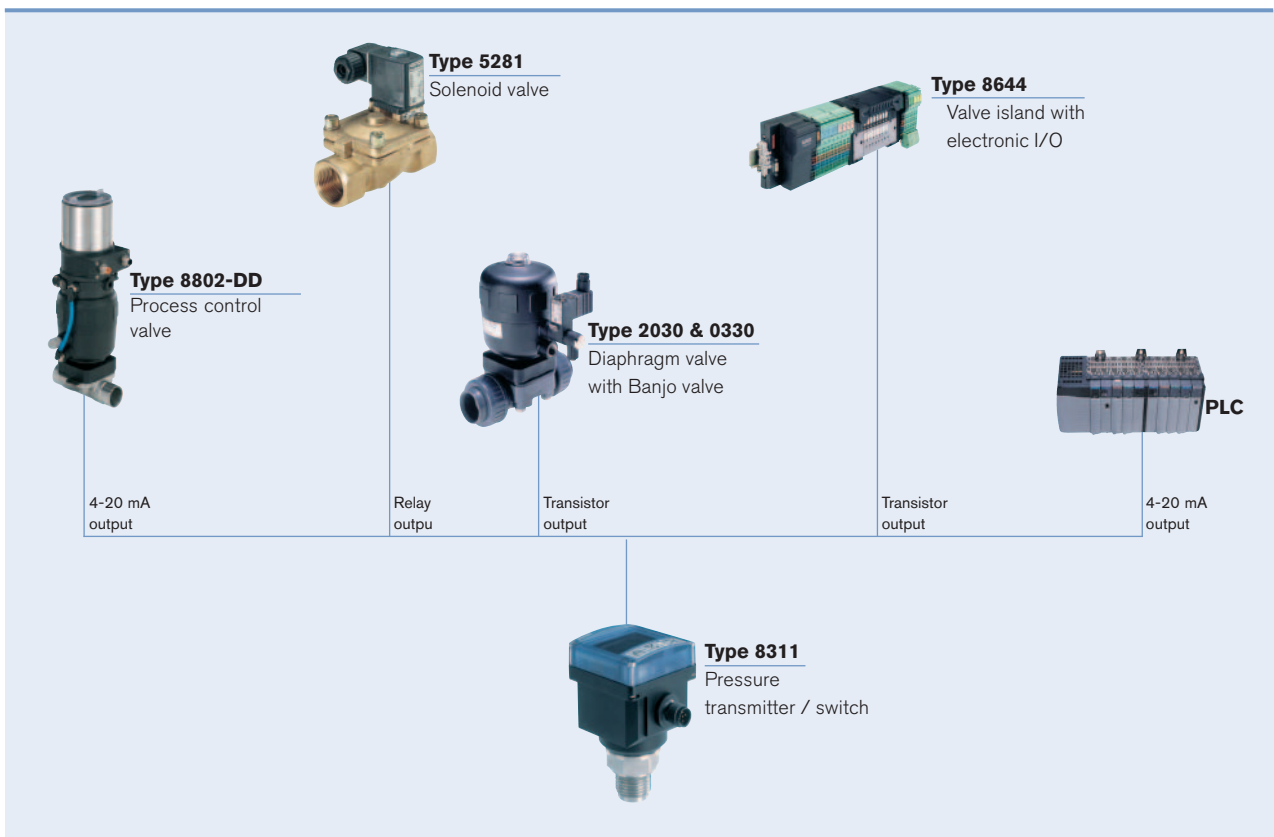 Type 5281
Solenoid valve
Type 8644
Valve island with
electronic I/O
Type 8802-DD
Process control
valve
Type 2030 & 0330
Diaphragm valve
with Banjo valve
PLC
4-20 mA
output
Relay
outpu
Transistor
output
Transistor
output
4-20 mA
output
Type 8311
Pressure
transmitter / switch